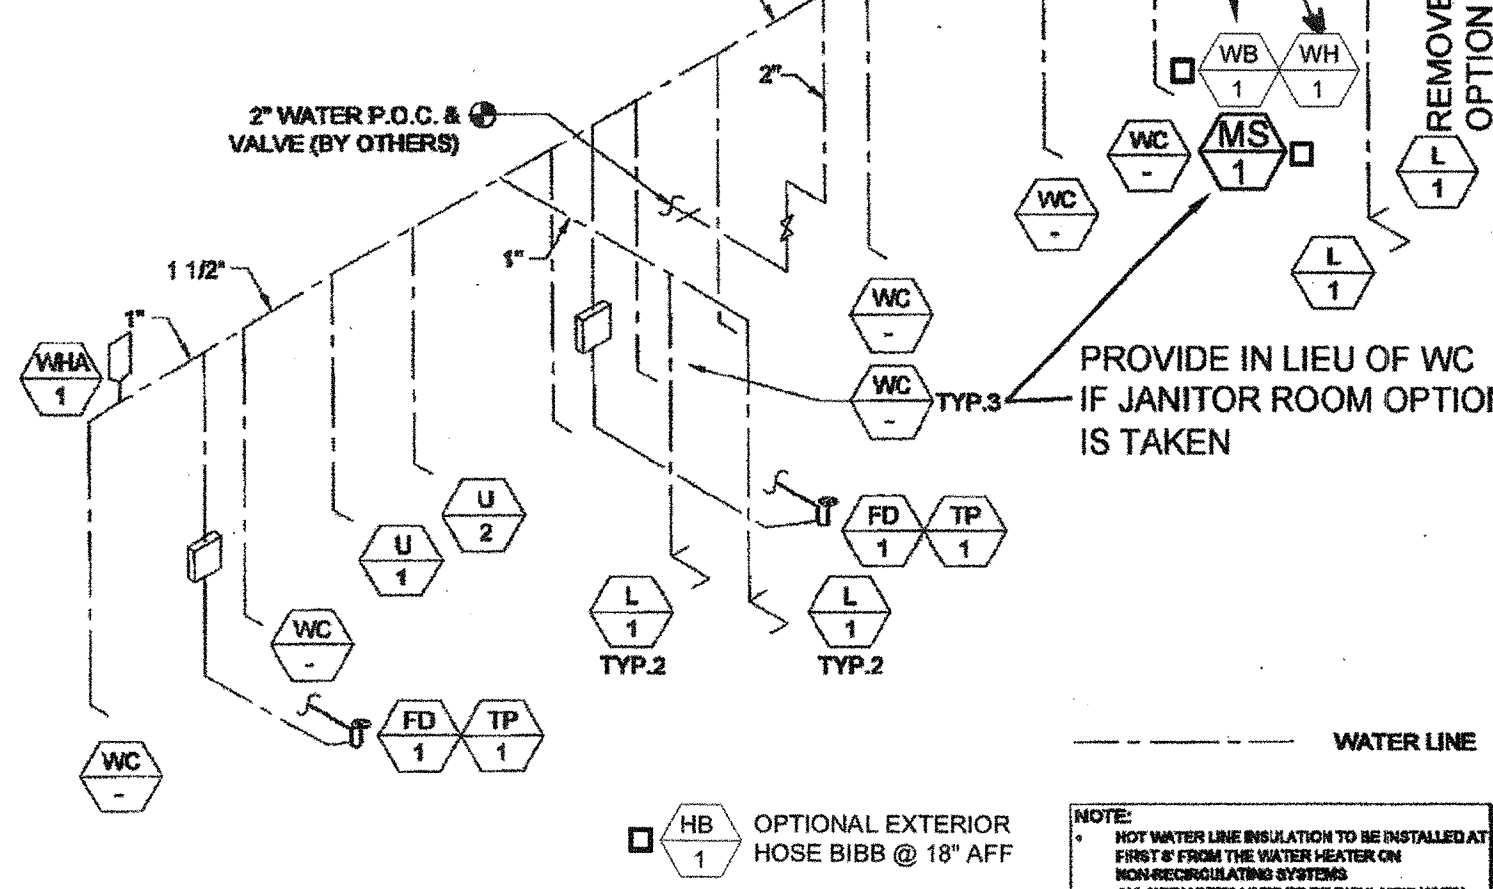 REMOVE
OPTION
2"
WB
1
WH
1
2" WATER P.O.C. &
VALVE (BY OTHERS)
WC
-
MS
1
L
1
WC
-
1"
1 1/2"
L
1
WC
-
1"
WHA
1
PROVIDE IN LIEU OF WC
IF JANITOR ROOM OPTIO
IS TAKEN
WC
-
TYP.3
U
2
FD
1
TP
1
U
1
L
1
TYP.2
L
1
TYP.2
WC
-
FD
1
TP
1
WATER LINE
WC
-
HB
1
OPTIONAL EXTERIOR
HOSE BIBB @ 18" AFF
NOTE:
HOT WATER LINE INSULATION TO BE INSTALLED AT
FIRST 8' FROM THE WATER HEATER ON
NON-RECIRCULATING SYSTEMS